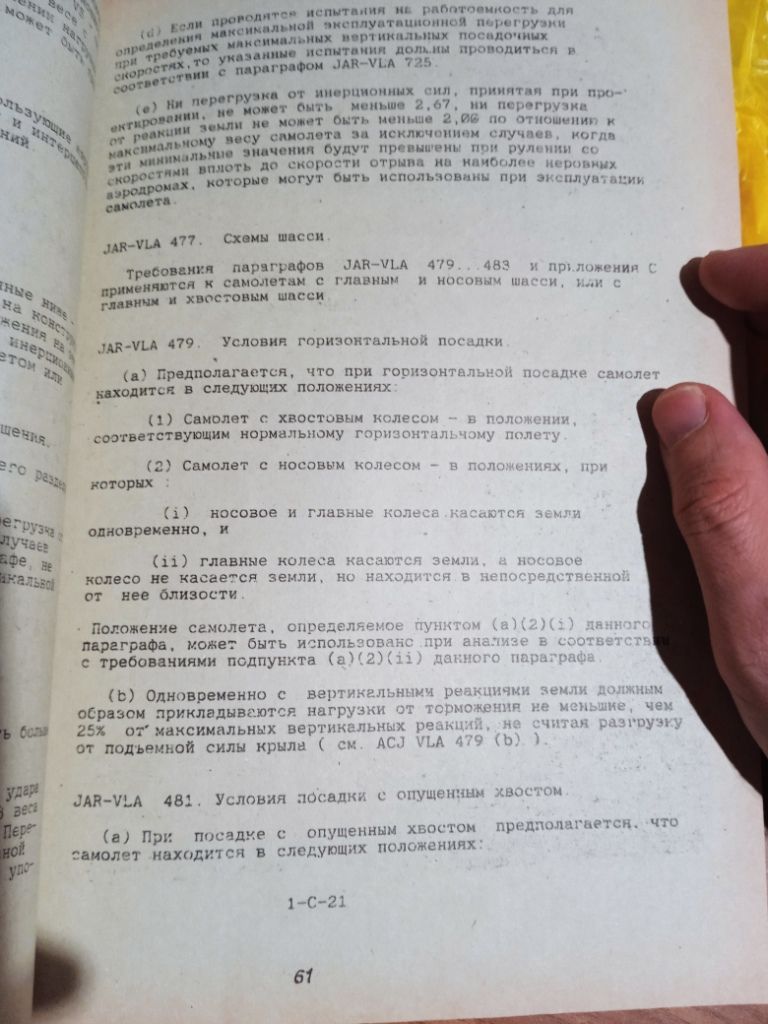 (d) Если проводятся испытания на работоемкость для
определения максимальной эксплуатационной перегрузки
при требуемых максимальных вертикальных посадочных
скоростях, то указанные испытания должны проводиться в
соответствии с параграфом JAR-VLA 725.
(e) Ни перегрузка от инерционных сил, принятая при про-
ектировании, не может быть меньше 2,67, ни перегрузка
от реакции земли не может быть меньше 2,00 по отношению к
максимальному весу самолета за исключением случаев, когда
эти минимальные значения будут превышены при рулении со
скоростями вплоть до скорости отрыва на наиболее неровных
аэродромах, которые могут быть использованы при эксплуатации
самолета.
JAR-VLA 477. Схемы шасси.
Требования параграфов JAR-VLA 479...483 и приложения С
применяются к самолетам с главным и носовым шасси, или с
главным и хвостовым шасси
JAR-VLA 479. Условия горизонтальной посадки.
(a) Предполагается, что при горизонтальной посадке самолет
находится в следующих положениях:
(1) Самолет с хвостовым колесом - в положении,
соответствующим нормальному горизонтальному полету.
(2) Самолет с носовым колесом - в положениях, при
которых :
(i) носовое и главные колеса касаются земли
одновременно, и
(ii) главные колеса касаются земли, а носовое
колесо не касается земли, но находится в непосредственной
от нее близости.
Положение самолета, определяемое пунктом (a)(2)(i) данного
параграфа, может быть использовано при анализе в соответствии
с требованиями подпункта (a)(2)(ii) данного параграфа.
(b) Одновременно с вертикальными реакциями земли должным
образом прикладываются нагрузки от торможения не меньшие, чем
25% от максимальных вертикальных реакций, не считая разгрузку
от подъемной силы крыла ( см. ACJ VLA 479 (b) ).
JAR-VLA 481. Условия посадки с опущенным хвостом.
(a) При посадке с опущенным хвостом предполагается, что
самолет находится в следующих положениях:
1-C-21
61